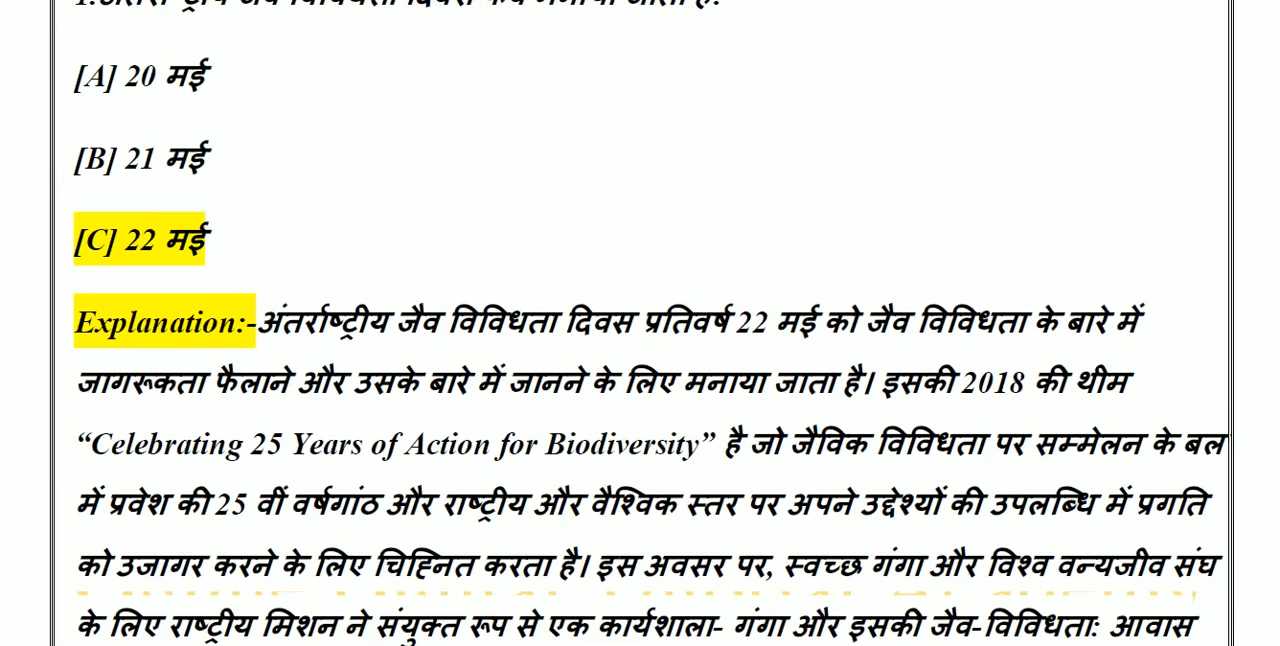 [A] 20 मई
[B] 21 मई
[C] 22 मई
Explanation:-अंतर्राष्ट्रीय जैव विविधता दिवस प्रतिवर्ष 22 मई को जैव विविधता के बारे में
जागरूकता फैलाने और उसके बारे में जानने के लिए मनाया जाता है। इसकी 2018 की थीम
“Celebrating 25 Years of Action for Biodiversity” है जो जैविक विविधता पर सम्मेलन के बल
में प्रवेश की 25 वीं वर्षगांठ और राष्ट्रीय और वैश्विक स्तर पर अपने उद्देश्यों की उपलब्धि में प्रगति
को उजागर करने के लिए चिह्नित करता है। इस अवसर पर, स्वच्छ गंगा और विश्व वन्यजीव संघ
के लिए राष्ट्रीय मिशन ने संयुक्त रूप से एक कार्यशाला- गंगा और इसकी जैव-विविधता: आवास